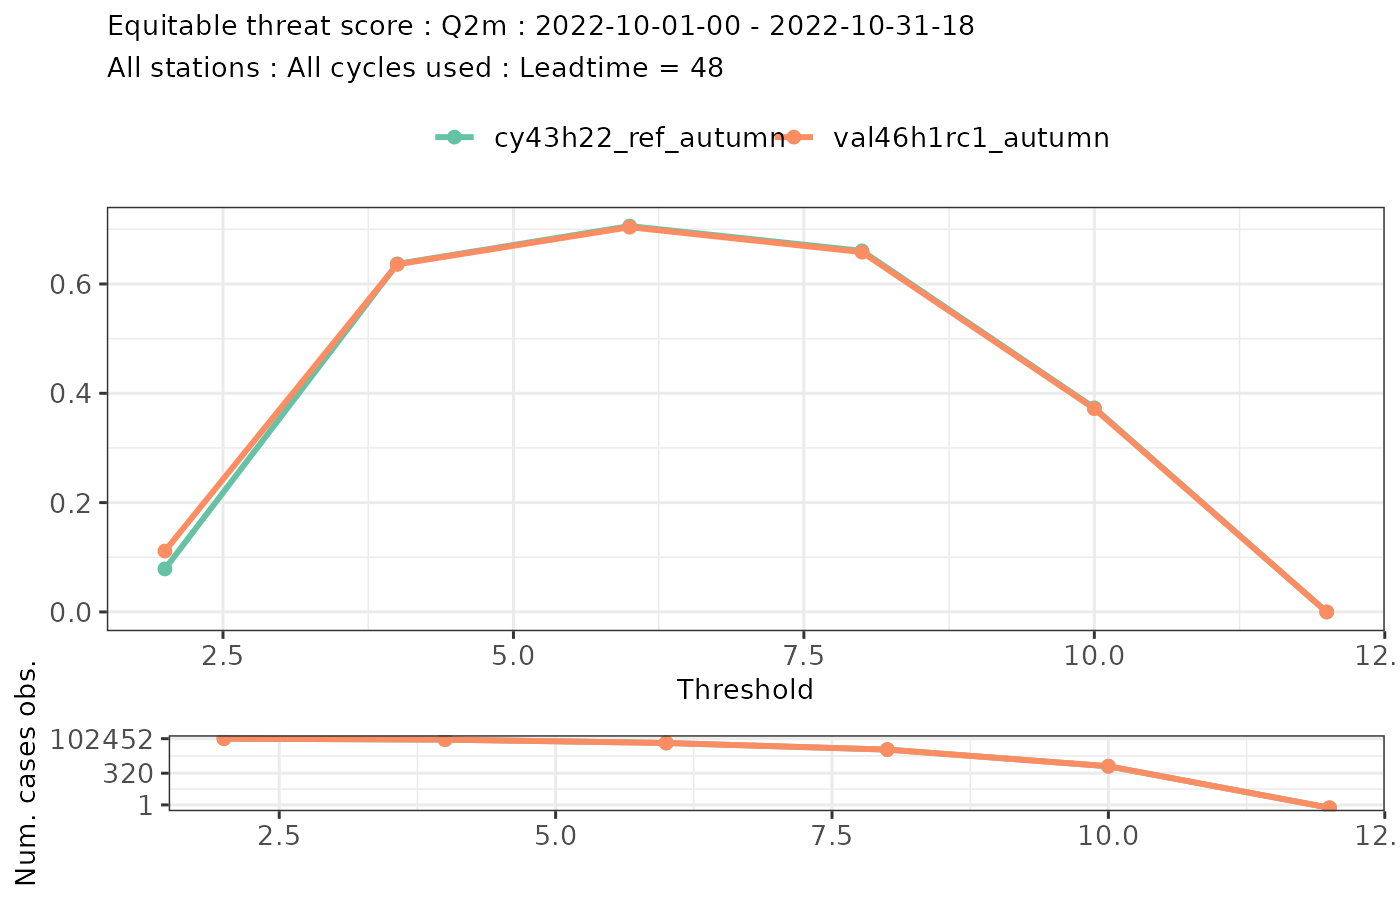 Equitable threat score : Q2m : 2022-10-01-00 - 2022-10-31-18
All stations : All cycles used : Leadtime = 48
cy43h22_ref_autumn val46h1rc1_autumn
0.6
0.4
0.2
0.0
2.5 5.0 7.5 10.0 12.
Threshold
Num. cases obs.
102452
320
1
2.5 5.0 7.5 10.0 12.